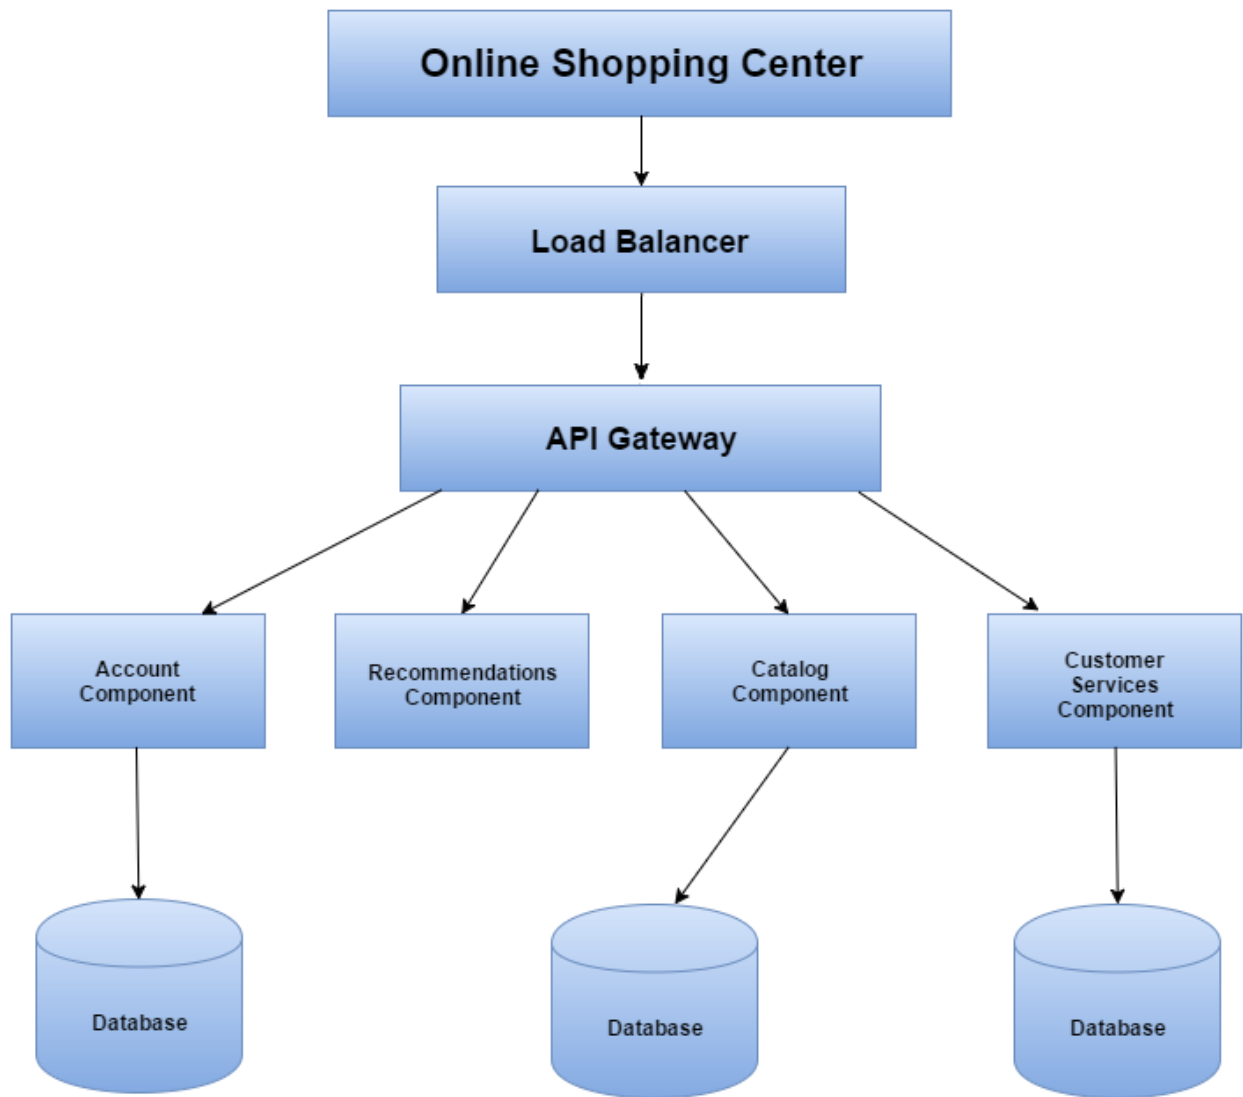 Online Shopping Center
Load Balancer
API Gateway
Account
Component
Recommendations
Component
Catalog
Component
Customer
Services
Component
Database
Database
Database